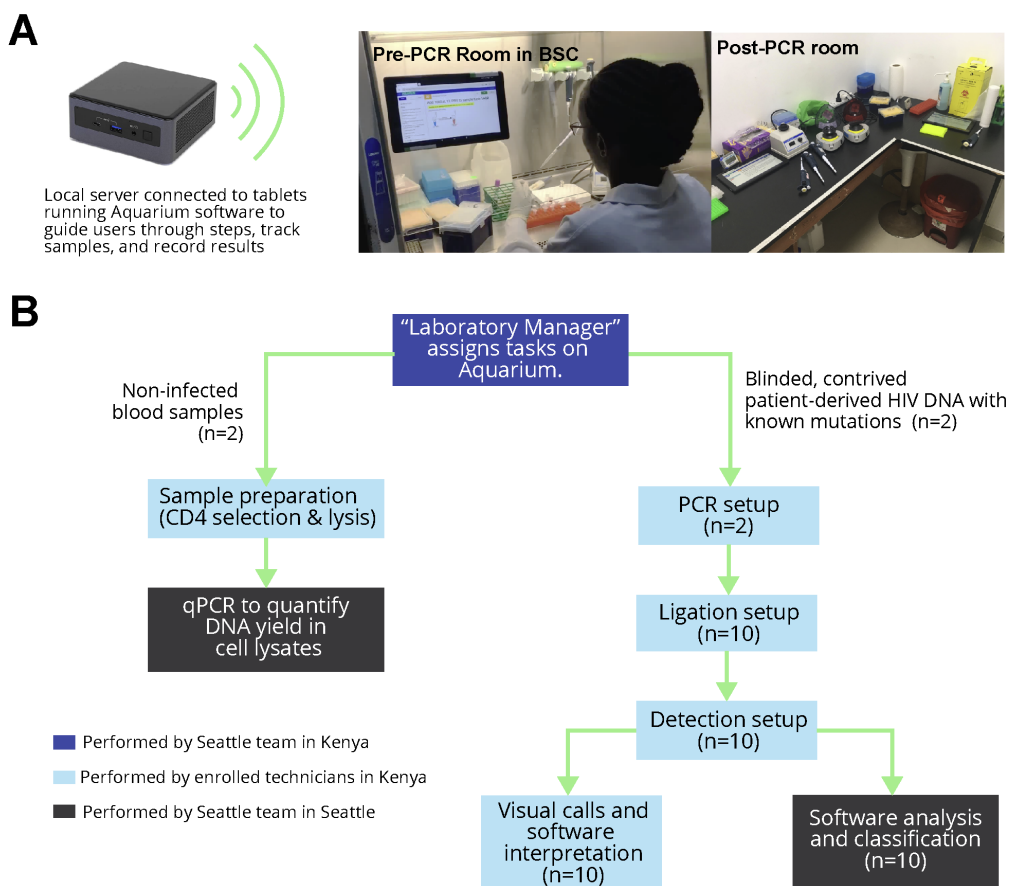 A
Pre-PCR Room in BSC
Post-PCR room
Local server connected to tablets
running Aquarium software to
guide users through steps, track
samples, and record results
B
“Laboratory Manager”
assigns tasks on
Aquarium.
Non-infected
blood samples
(n=2)
Blinded, contrived
patient-derived HIV DNA with
known mutations (n=2)
Sample preparation
(CD4 selection & lysis)
PCR setup
(n=2)
qPCR to quantify
DNA yield in
cell lysates
Ligation setup
(n=10)
Detection setup
(n=10)
Performed by Seattle team in Kenya
Performed by enrolled technicians in Kenya
Performed by Seattle team in Seattle
Visual calls and
software
interpretation
(n=10)
Software analysis
and classification
(n=10)